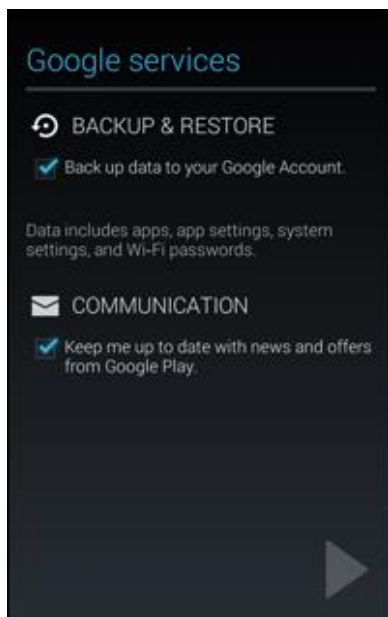 Google services
BACKUP & RESTORE
Back up data to your Google Account.
Data includes apps, app settings, system
settings, and Wi-Fi passwords.
COMMUNICATION
Keep me up to date with news and offers
from Google Play.